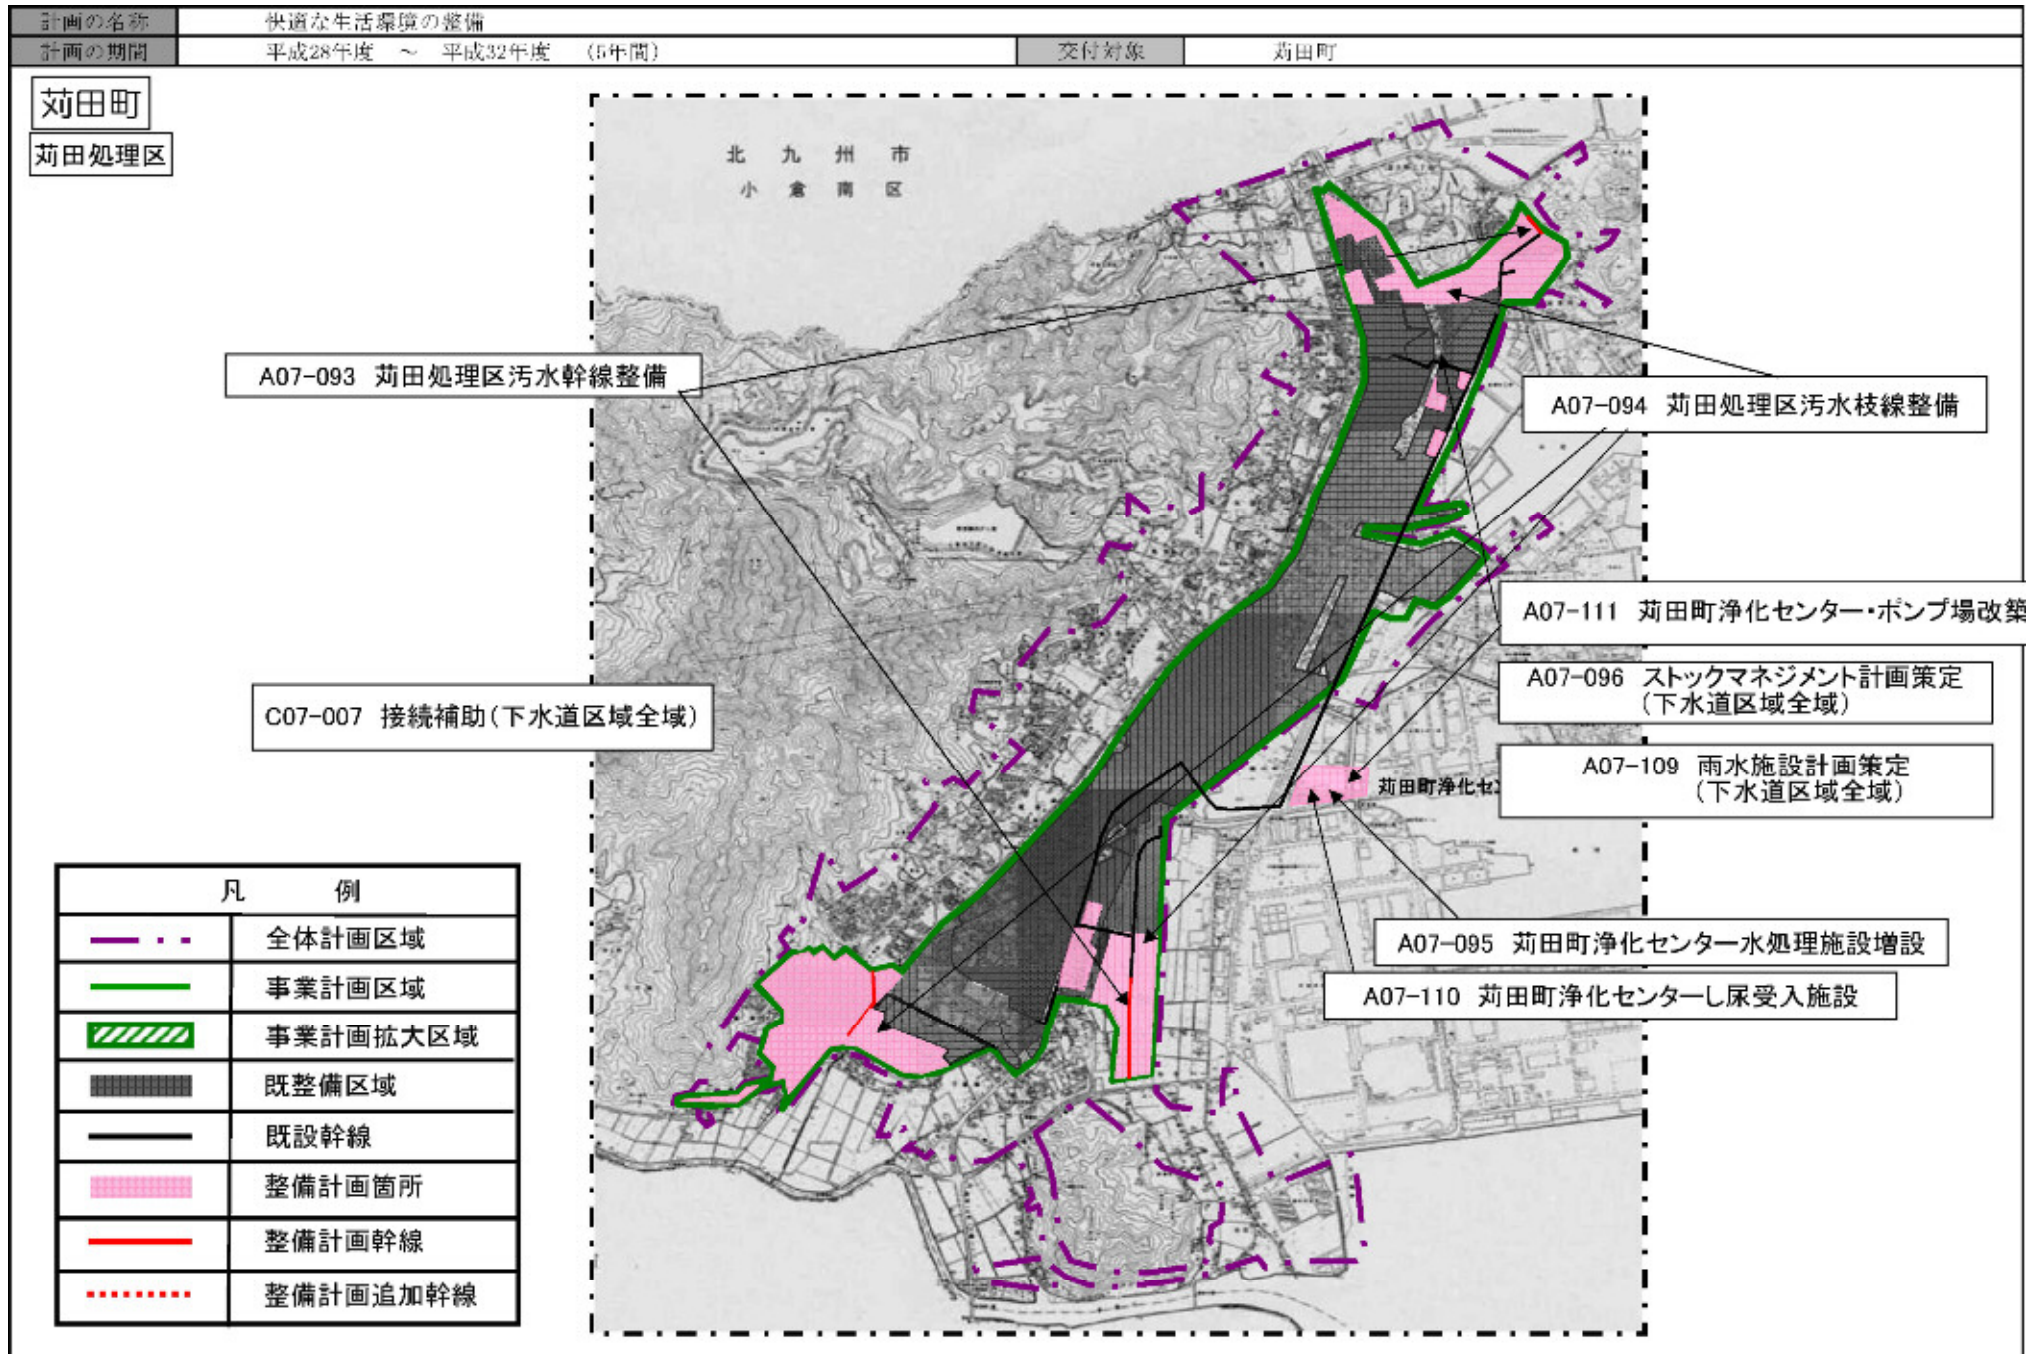 計画の名称 快適な生活環境の整備
計画の期間 平成28年度 ～ 平成32年度 (5年間) 交付対象 苅田町
苅田町
苅田処理区
北九州市
小倉南区
A07-093 苅田処理区汚水幹線整備
A07-094 苅田処理区汚水枝線整備
A07-111 苅田町浄化センター・ポンプ場改築
A07-096 ストックマネジメント計画策定
(下水道区域全域)
C07-007 接続補助(下水道区域全域)
A07-109 雨水施設計画策定
(下水道区域全域)
苅田町浄化セ
A07-095 苅田町浄化センター水処理施設増設
A07-110 苅田町浄化センターし尿受入施設
凡例
全体計画区域
事業計画区域
事業計画拡大区域
既整備区域
既設幹線
整備計画箇所
整備計画幹線
整備計画追加幹線